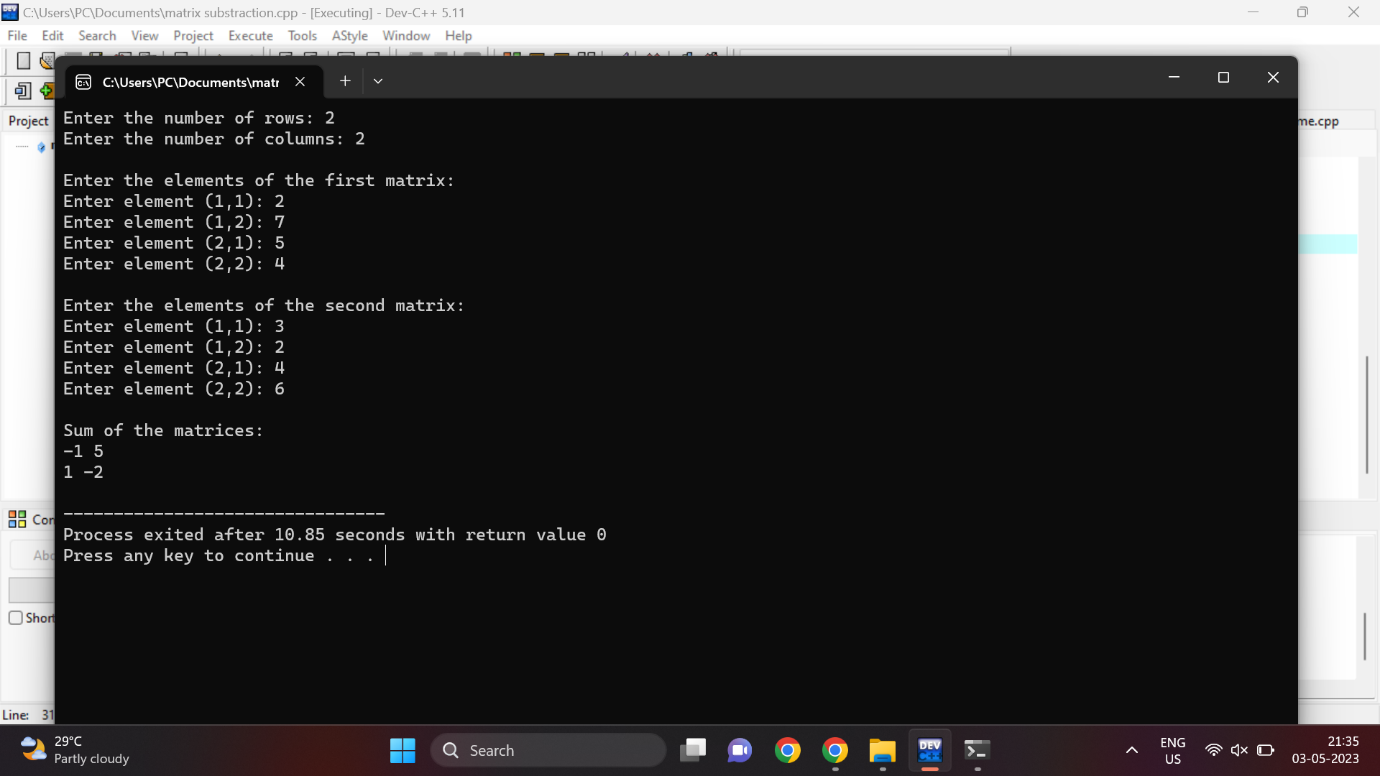 C:\Users\PC\Documents\matrix substraction.cpp - [Executing] - Dev-C++ 5.11
File Edit Search View Project Execute Tools AStyle Window Help
C:\Users\PC\Documents\matr
Project
me.cpp
Enter the number of rows: 2
Enter the number of columns: 2
Enter the elements of the first matrix:
Enter element (1,1): 2
Enter element (1,2): 7
Enter element (2,1): 5
Enter element (2,2): 4
Enter the elements of the second matrix:
Enter element (1,1): 3
Enter element (1,2): 2
Enter element (2,1): 4
Enter element (2,2): 6
Sum of the matrices:
-1 5
1 -2
--------------------------------
Process exited after 10.85 seconds with return value 0
Press any key to continue . . .
Con
Abo
Short
Line: 31
29°C
Partly cloudy
Search
DEV
C++
ENG
US
21:35
03-05-2023